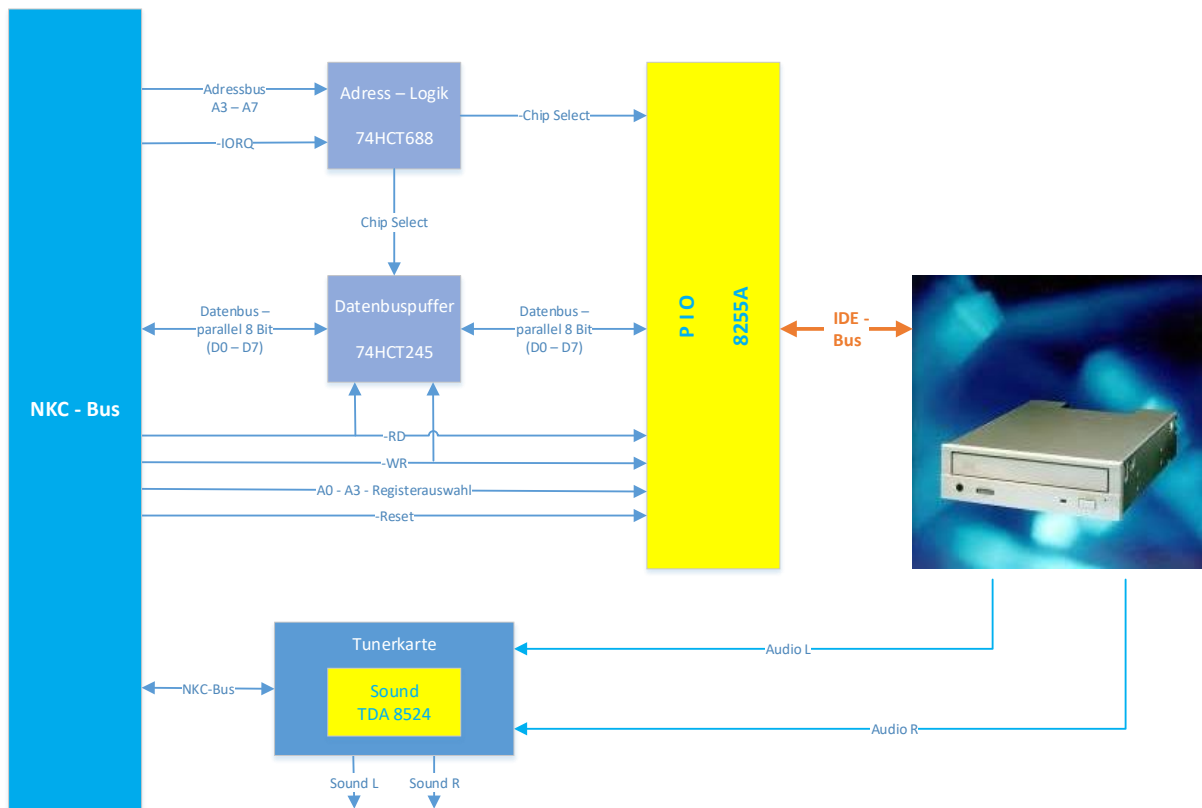 Adressbus
A3 – A7
Adress – Logik
74HCT688
-Chip Select
-IORQ
Chip Select
Datenbus –
parallel 8 Bit
(D0 – D7)
Datenbuspuffer
74HCT245
Datenbus –
parallel 8 Bit
(D0 – D7)
P I O
8255A
IDE -
Bus
NKC - Bus
-RD
-WR
A0 - A3 - Registerauswahl
-Reset
Tunerkarte
Audio L
NKC-Bus
Sound
TDA 8524
Audio R
Sound L
Sound R